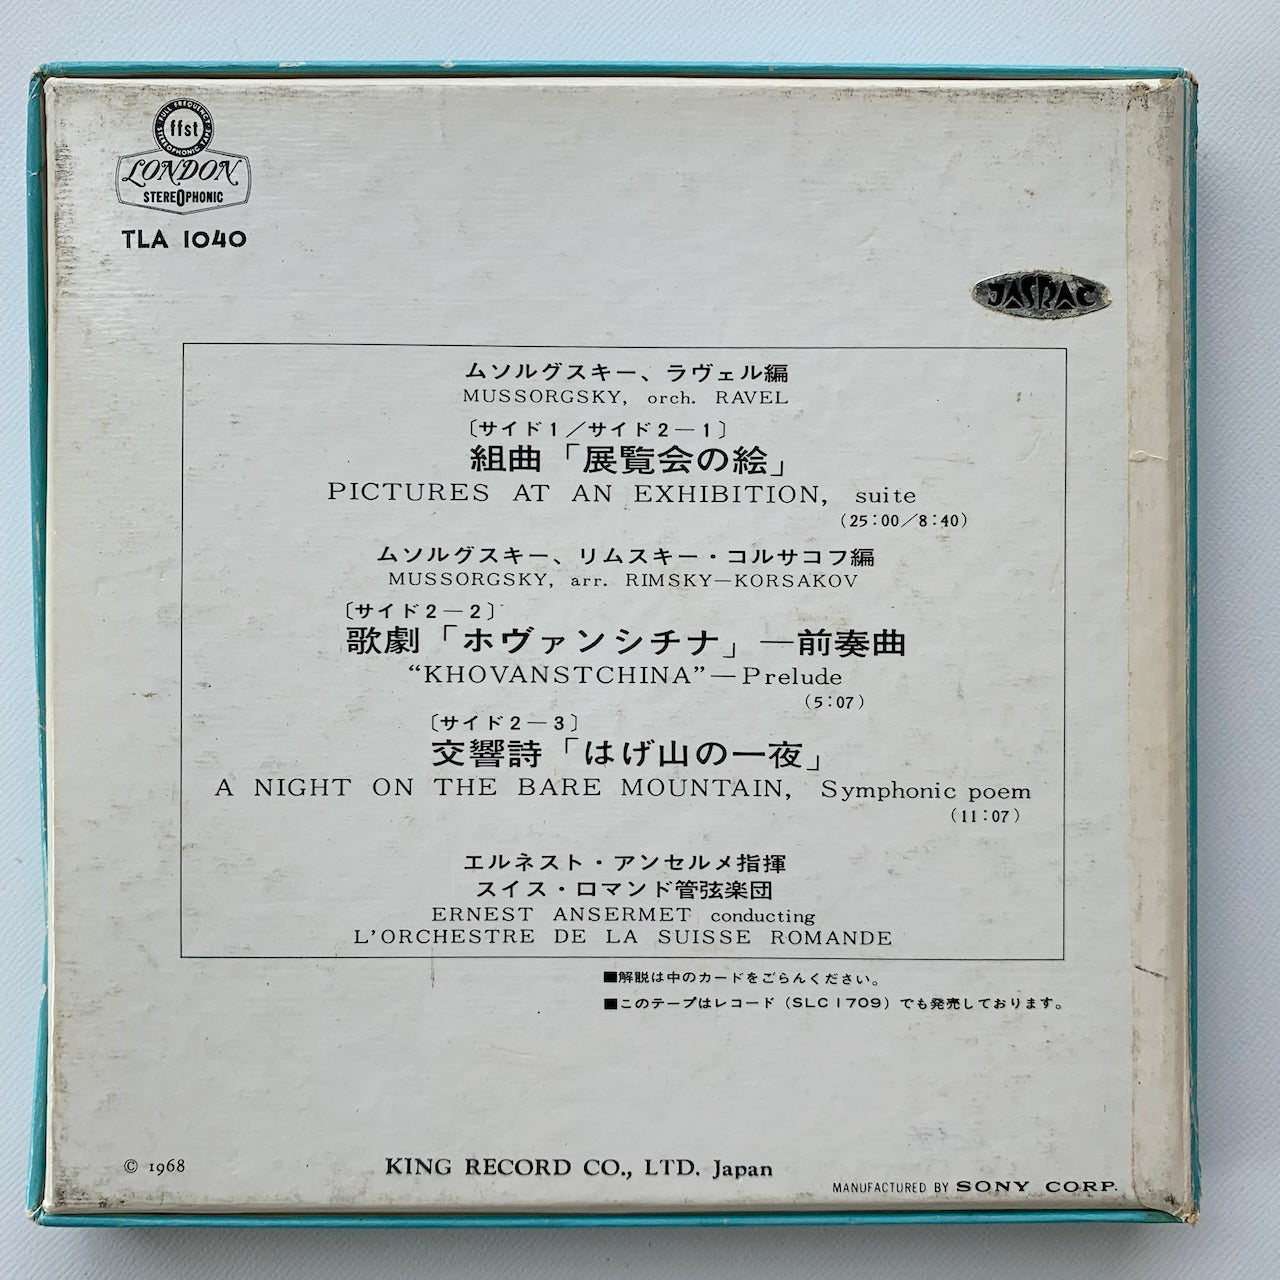 FULL FREQUENCY
ffst
STEREOPHONIC TAPE
LONDON
STEREOPHONIC
TLA 1040
JASRAC
ムソルグスキー、ラヴェル編
MUSSORGSKY, orch. RAVEL
〔サイド1／サイド2－1〕
組曲「展覧会の絵」
PICTURES AT AN EXHIBITION, suite
(25:00／8:40)
ムソルグスキー、リムスキー・コルサコフ編
MUSSORGSKY, arr. RIMSKY—KORSAKOV
〔サイド2－2〕
歌劇「ホヴァンシチナ」—前奏曲
“KHOVANSTCHINA”—Prelude
(5:07)
〔サイド2－3〕
交響詩「はげ山の一夜」
A NIGHT ON THE BARE MOUNTAIN, Symphonic poem
(11:07)
エルネスト・アンセルメ指揮
スイス・ロマンド管弦楽団
ERNEST ANSERMET conducting
L’ORCHESTRE DE LA SUISSE ROMANDE
■解説は中のカードをごらんください。
■このテープはレコード（SLC 1709）でも発売しております。
© 1968
KING RECORD CO., LTD. Japan
MANUFACTURED BY SONY CORP.